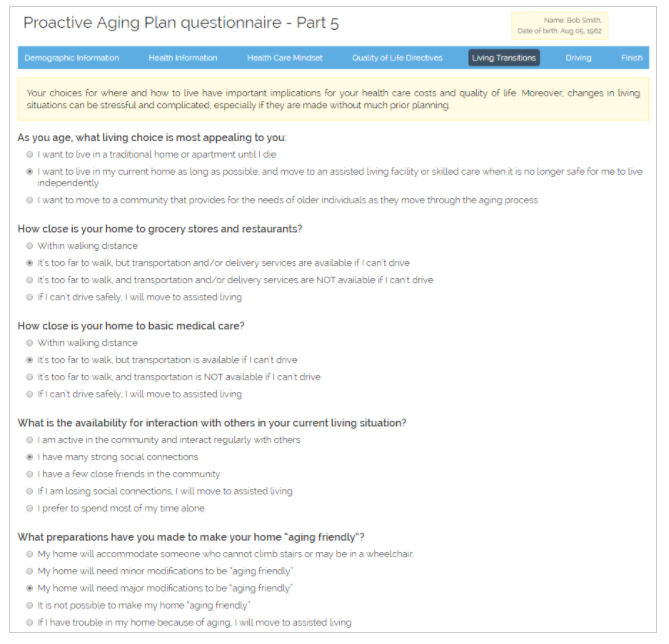 Proactive Aging Plan questionnaire - Part 5
Name: Bob Smith,
Date of birth: Aug 05, 1962
Demographic Information Health Information Health Care Mindset Quality of Life Directives Living Transitions Driving Finish
Your choices for where and how to live have important implications for your health care costs and quality of life. Moreover, changes in living
situations can be stressful and complicated, especially if they are made without much prior planning.
As you age, what living choice is most appealing to you:
I want to live in a traditional home or apartment until I die
I want to live in my current home as long as possible, and move to an assisted living facility or skilled care when it is no longer safe for me to live
independently
I want to move to a community that provides for the needs of older individuals as they move through the aging process
How close is your home to grocery stores and restaurants?
Within walking distance
It's too far to walk, but transportation and/or delivery services are available if I can't drive
It's too far to walk, and transportation and/or delivery services are NOT available if I can't drive
If I can't drive safely, I will move to assisted living
How close is your home to basic medical care?
Within walking distance
It's too far to walk, but transportation is available if I can't drive
It's too far to walk, and transportation is NOT available if I can't drive
If I can't drive safely, I will move to assisted living
What is the availability for interaction with others in your current living situation?
I am active in the community and interact regularly with others
I have many strong social connections
I have a few close friends in the community
If I am losing social connections, I will move to assisted living
I prefer to spend most of my time alone
What preparations have you made to make your home "aging friendly"?
My home will accommodate someone who cannot climb stairs or may be in a wheelchair.
My home will need minor modifications to be "aging friendly"
My home will need major modifications to be "aging friendly"
It is not possible to make my home "aging friendly"
If I have trouble in my home because of aging, I will move to assisted living